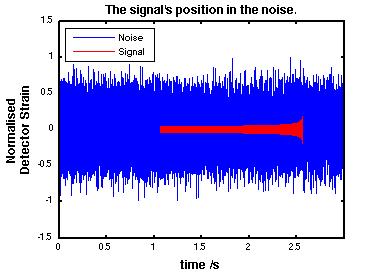 The signal's position in the noise.
Noise
Signal
Normalised
Detector Strain
1.5
1
0.5
0
-0.5
-1
-1.5
0 0.5 1 1.5 2 2.5
time /s